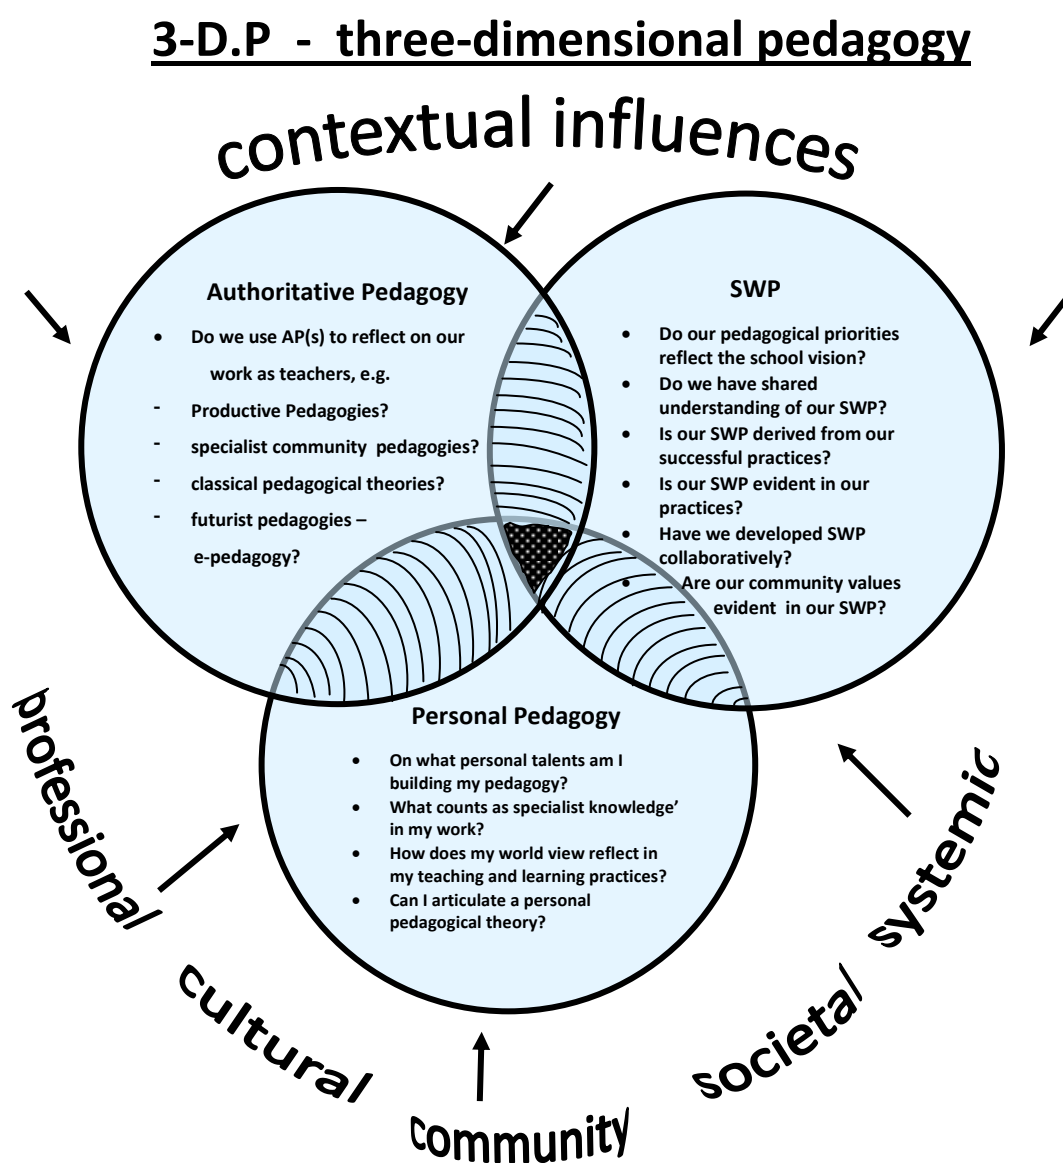 3-D.P - three-dimensional pedagogy
contextual influences
Authoritative Pedagogy
• Do we use AP(s) to reflect on our
work as teachers, e.g.
- Productive Pedagogies?
- specialist community pedagogies?
- classical pedagogical theories?
- futurist pedagogies –
e-pedagogy?
SWP
• Do our pedagogical priorities
reflect the school vision?
• Do we have shared
understanding of our SWP?
• Is our SWP derived from our
successful practices?
• Is our SWP evident in our
practices?
• Have we developed SWP
collaboratively?
• Are our community values
evident in our SWP?
Personal Pedagogy
• On what personal talents am I
building my pedagogy?
• What counts as specialist knowledge’
in my work?
• How does my world view reflect in
my teaching and learning practices?
• Can I articulate a personal
pedagogical theory?
professional
cultural
community
societal
systemic